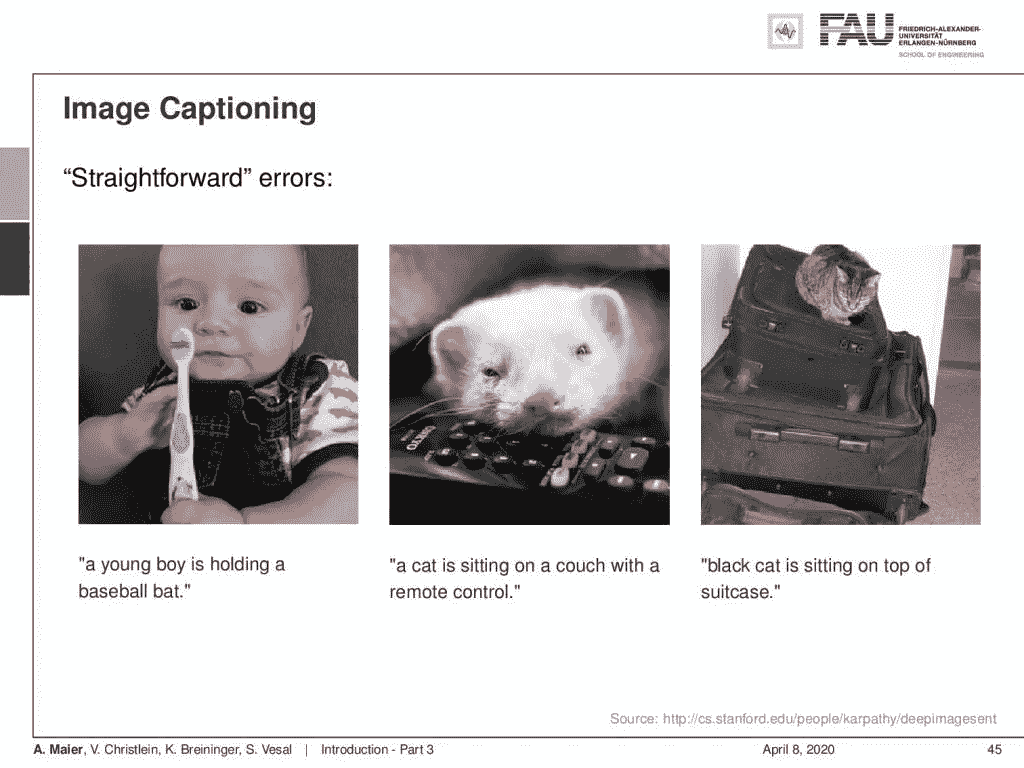 FAU
FRIEDRICH-ALEXANDER-
UNIVERSITÄT
ERLANGEN-NÜRNBERG
SCHOOL OF ENGINEERING
Image Captioning
“Straightforward” errors:
"a young boy is holding a
baseball bat."
"a cat is sitting on a couch with a
remote control."
"black cat is sitting on top of
suitcase."
Source: http://cs.stanford.edu/people/karpathy/deepimagesent
A. Maier, V. Christlein, K. Breininger, S. Vesal | Introduction - Part 3
April 8, 2020
45